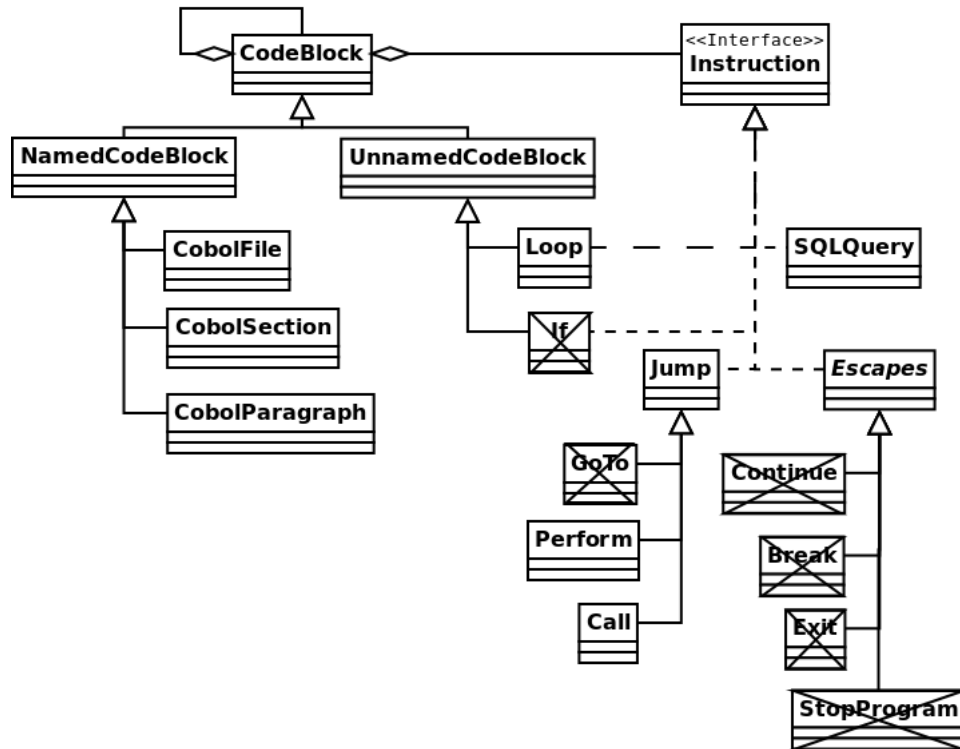 CodeBlock
<<Interface>>
Instruction
NamedCodeBlock
UnnamedCodeBlock
CobolFile
Loop
SQLQuery
CobolSection
If
Jump
Escapes
CobolParagraph
GoTo
Continue
Perform
Break
Call
Exit
StopProgram